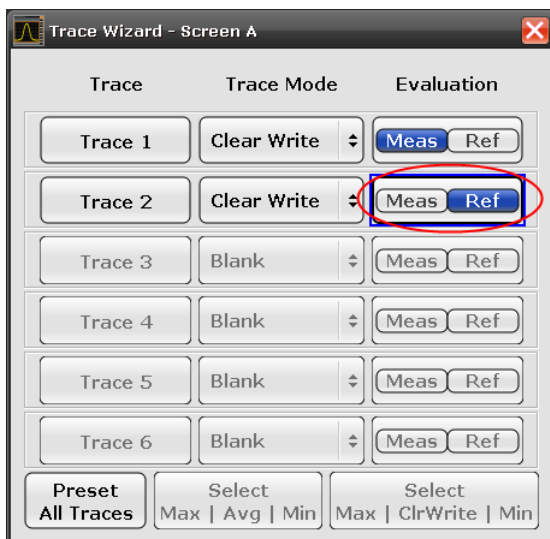 Trace Wizard - Screen A
Trace Trace Mode Evaluation
Trace 1 Clear Write Meas Ref
Trace 2 Clear Write Meas Ref
Trace 3 Blank Meas Ref
Trace 4 Blank Meas Ref
Trace 5 Blank Meas Ref
Trace 6 Blank Meas Ref
Preset Select Select
All Traces Max | Avg | Min Max | ClrWrite | Min